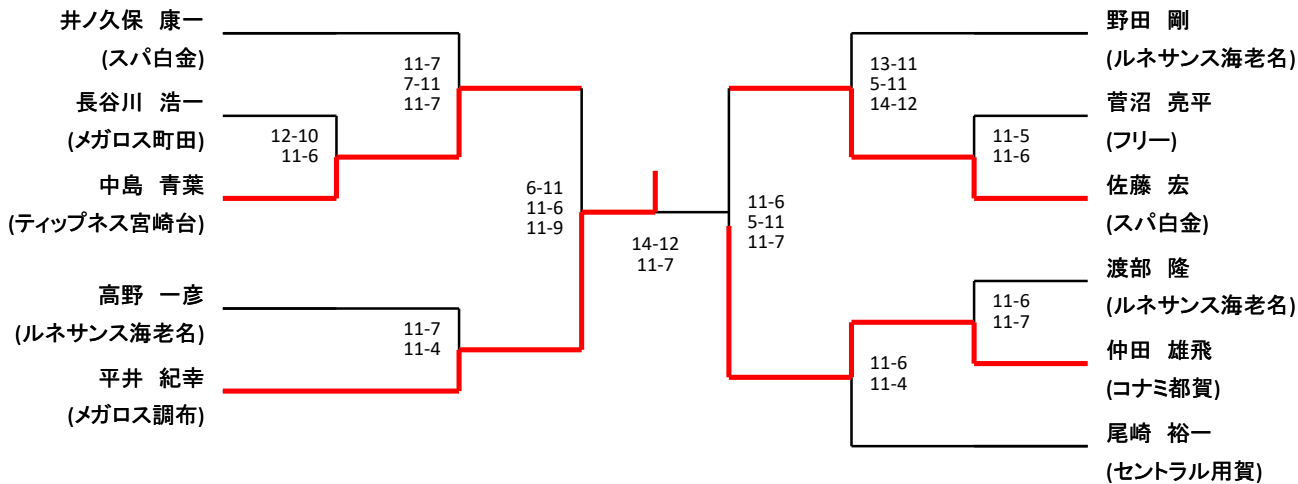 井ノ久保　康一
(スパ白金)
長谷川　浩一
(メガロス町田)
中島　青葉
(ティップネス宮崎台)
高野　一彦
(ルネサンス海老名)
平井　紀幸
(メガロス調布)
11-7
7-11
11-7
12-10
11-6
11-7
11-4
6-11
11-6
11-9
14-12
11-7
11-6
5-11
11-7
13-11
5-11
14-12
11-5
11-6
11-6
11-7
11-6
11-4
野田　剛
(ルネサンス海老名)
菅沼　亮平
(フリー)
佐藤　宏
(スパ白金)
渡部　隆
(ルネサンス海老名)
仲田　雄飛
(コナミ都賀)
尾崎　裕一
(セントラル用賀)